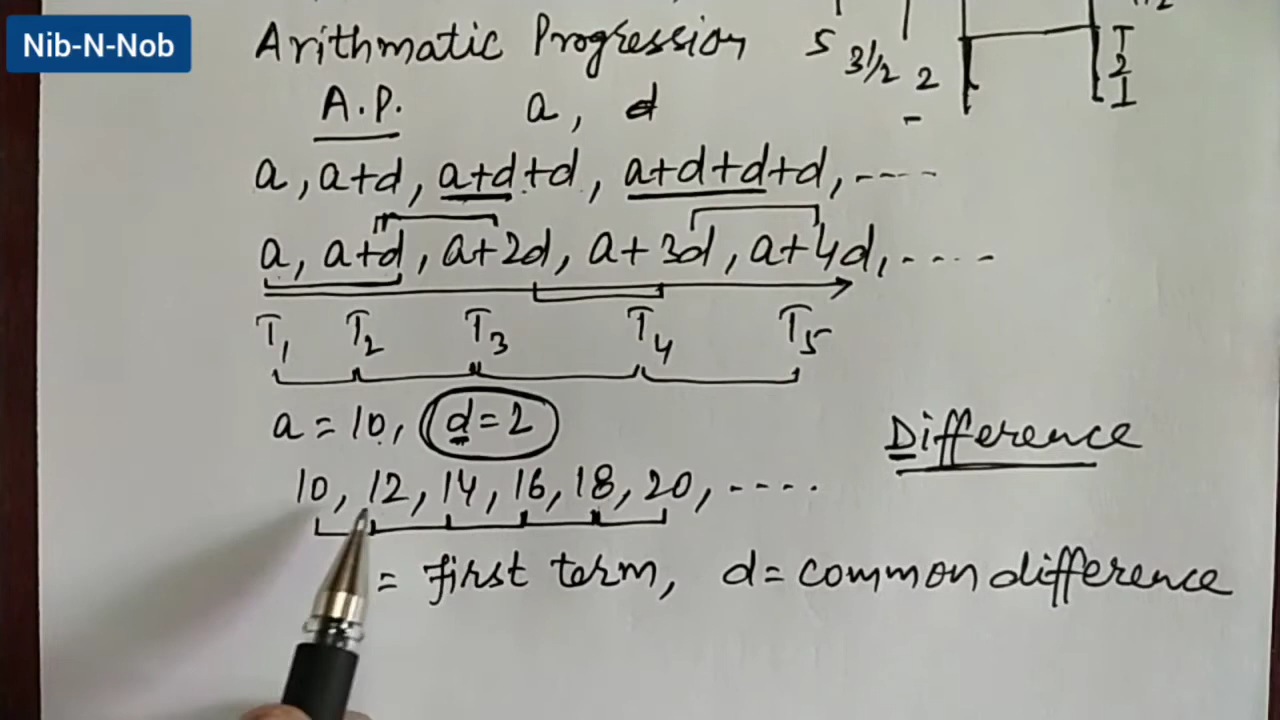 Nib-N-Nob
Arithmatic Progression
A.P. a, d
a, a+d, a+d+d, a+d+d+d, ----
a, a+d, a+2d, a+3d, a+4d, ----
T₁ T₂ T₃ T₄ T₅
a = 10, d = 2
Difference
10, 12, 14, 16, 18, 20, ----
= first term, d = common difference
5 3½ 2